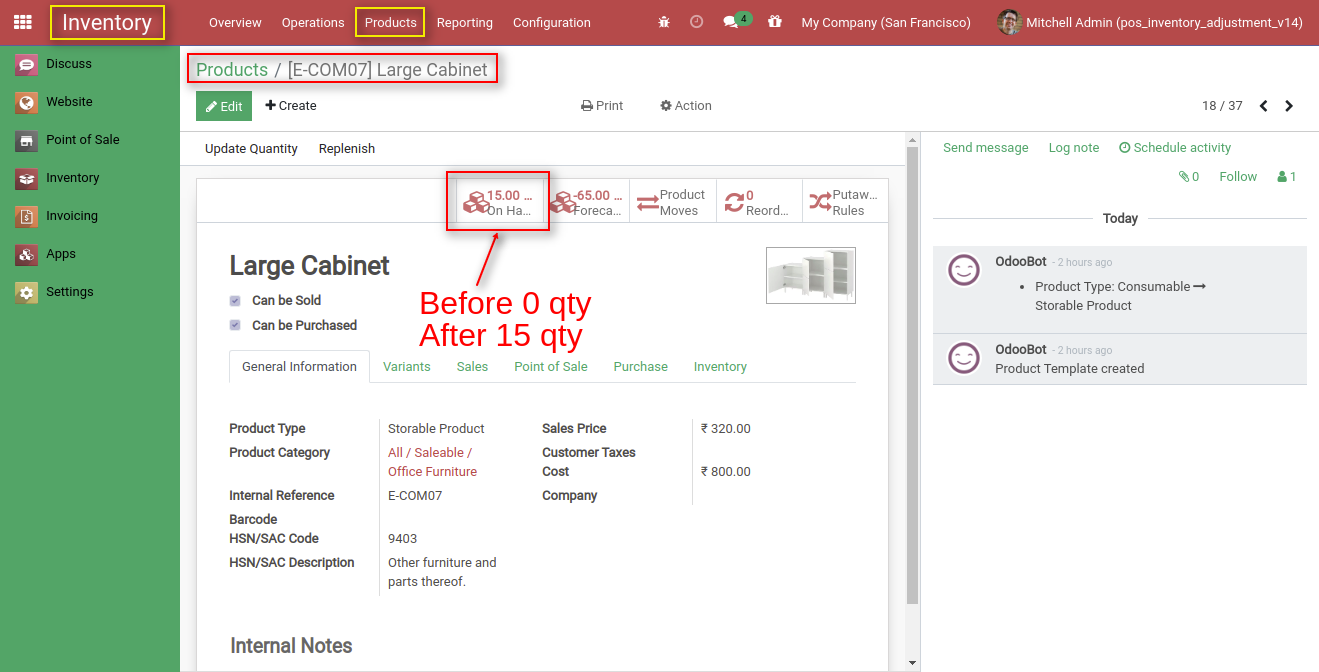 Inventory
Overview Operations Products Reporting Configuration 4 My Company (San Francisco) Mitchell Admin (pos_inventory_adjustment_v14)
Discuss
Website
Point of Sale
Inventory
Invoicing
Apps
Settings
Products / [E-COM07] Large Cabinet
Edit Create Print Action 18 / 37
Update Quantity Replenish
15.00 ...
On Ha...
-65.00 ...
Foreca...
Product
Moves
0
Reord...
Putaw...
Rules
Large Cabinet
Can be Sold
Can be Purchased
Before 0 qty
After 15 qty
General Information Variants Sales Point of Sale Purchase Inventory
Product Type Storable Product
Product Category All / Saleable /
Office Furniture
Internal Reference E-COM07
Barcode
HSN/SAC Code 9403
HSN/SAC Description Other furniture and
parts thereof.
Sales Price ₹ 320.00
Customer Taxes
Cost ₹ 800.00
Company
Internal Notes
Send message Log note Schedule activity
0 Follow 1
Today
OdooBot - 2 hours ago
• Product Type: Consumable
Storable Product
OdooBot - 2 hours ago
Product Template created